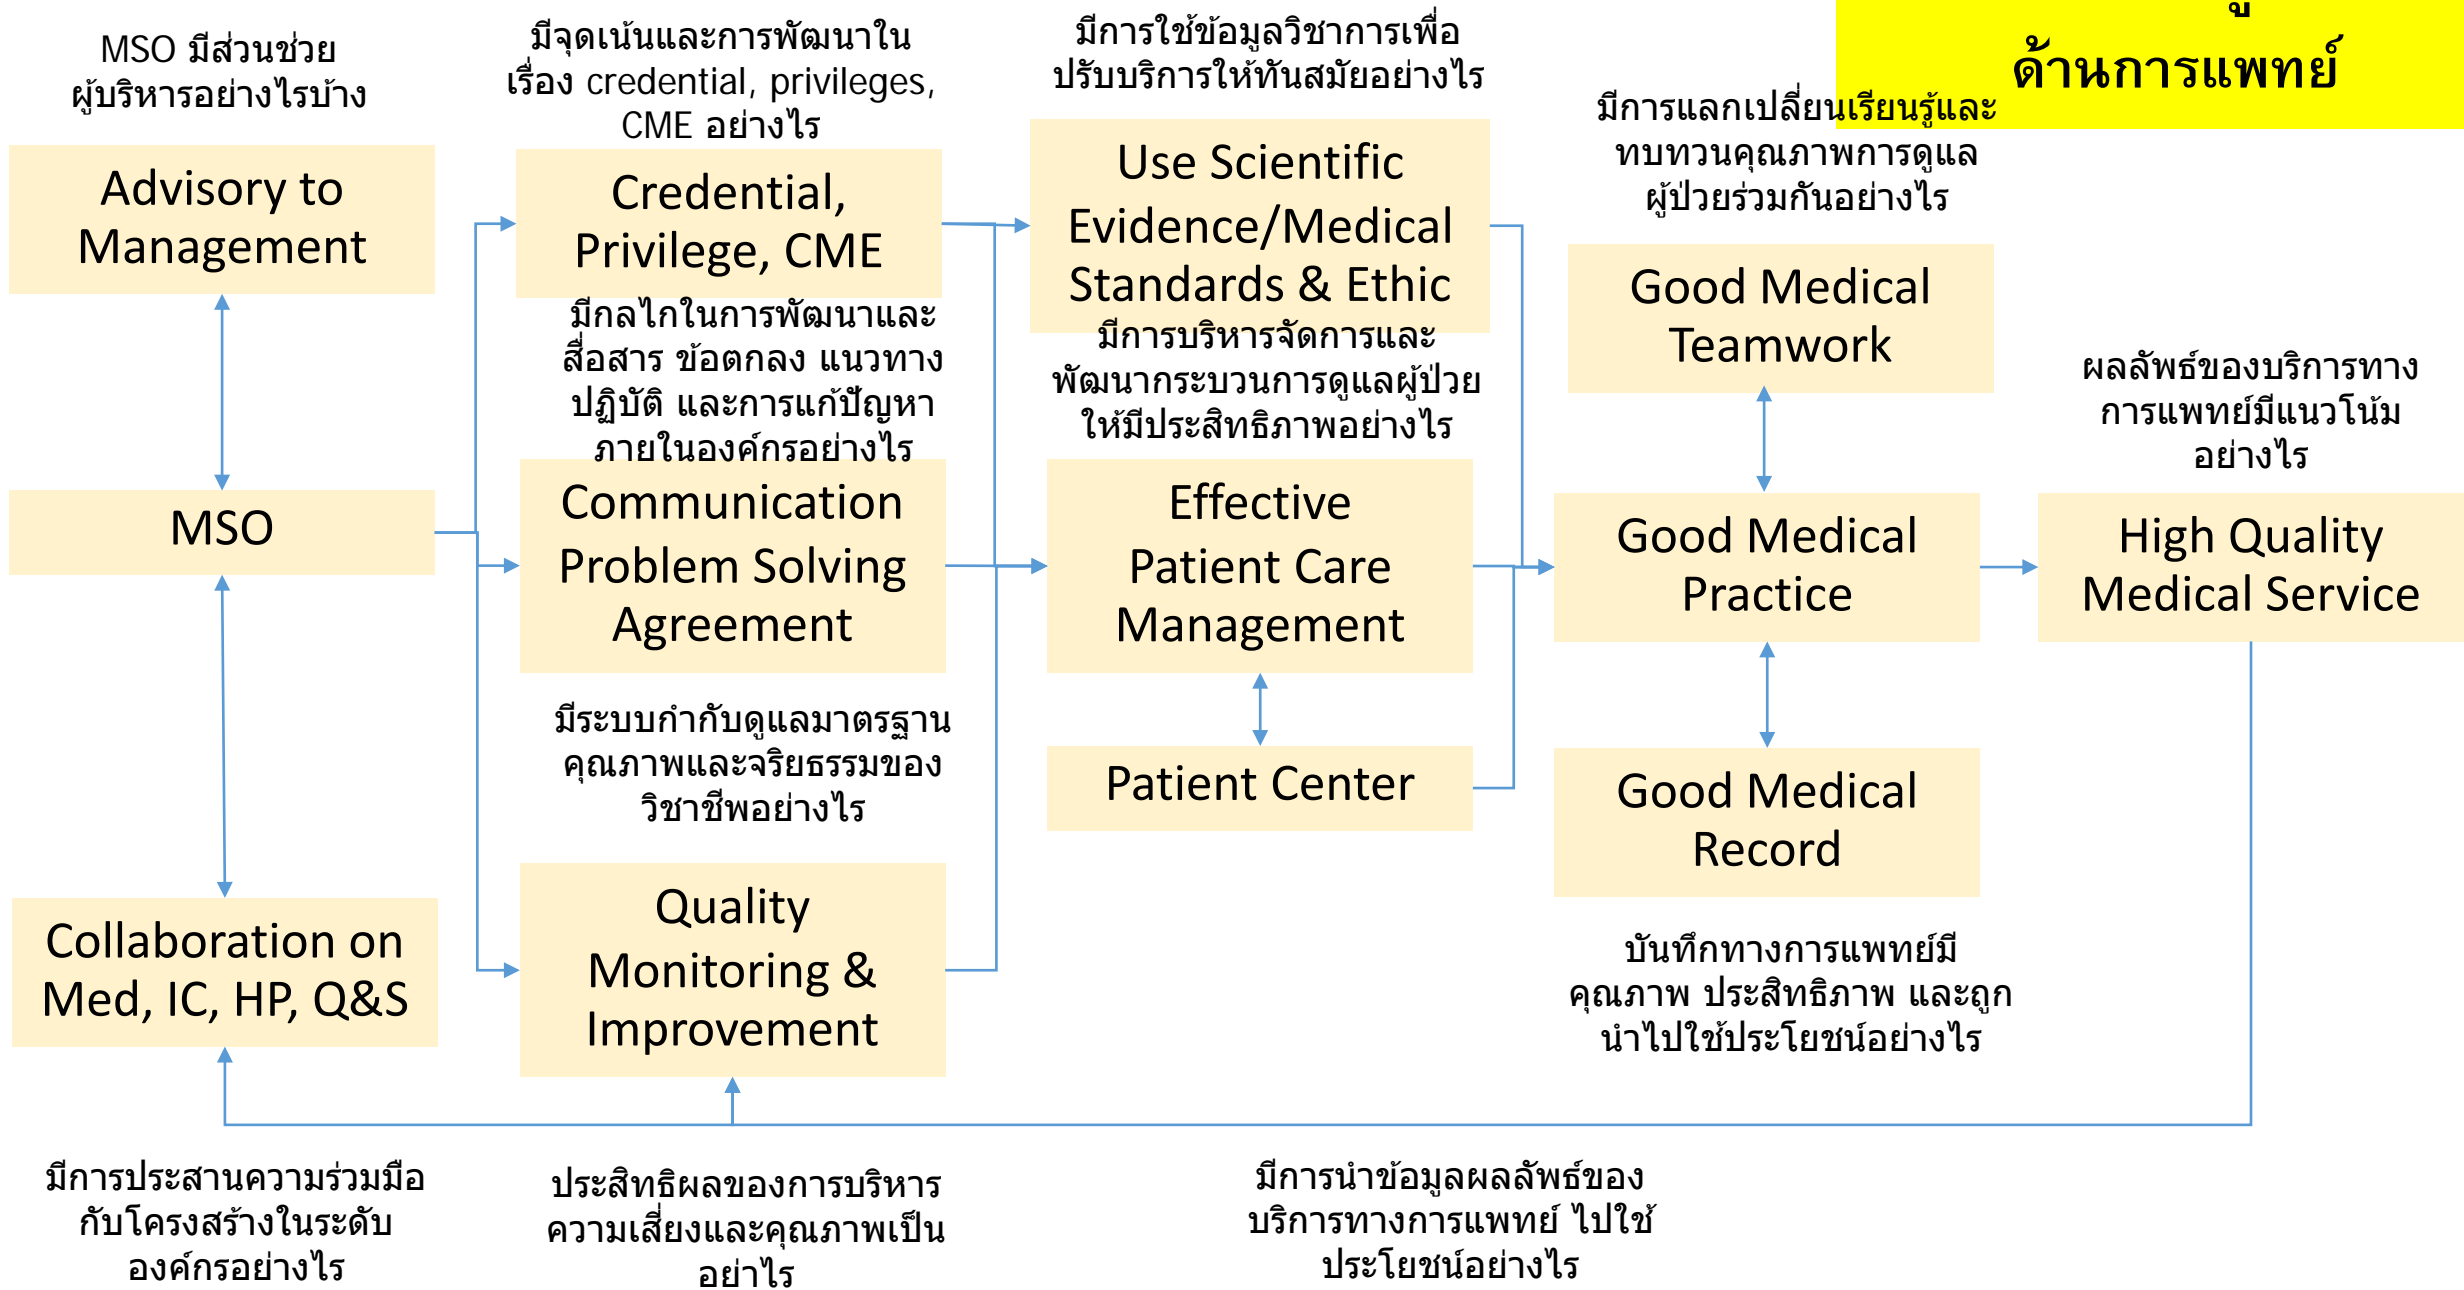 MSO มีส่วนช่วย
ผู้บริหารอย่างไรบ้าง
Advisory to
Management
MSO
Collaboration on
Med, IC, HP, Q&S
มีการประสานความร่วมมือ
กับโครงสร้างในระดับ
องค์กรอย่างไร
มีจุดเน้นและการพัฒนาใน
เรื่อง credential, privileges,
CME อย่างไร
Credential,
Privilege, CME
มีกลไกในการพัฒนาและ
สื่อสาร ข้อตกลง แนวทาง
ปฏิบัติ และการแก้ปัญหา
ภายในองค์กรอย่างไร
Communication
Problem Solving
Agreement
มีระบบกำกับดูแลมาตรฐาน
คุณภาพและจริยธรรมของ
วิชาชีพอย่างไร
Quality
Monitoring &
Improvement
ประสิทธิผลของการบริหาร
ความเสี่ยงและคุณภาพเป็น
อย่าไร
มีการใช้ข้อมูลวิชาการเพื่อ
ปรับบริการให้ทันสมัยอย่างไร
Use Scientific
Evidence/Medical
Standards & Ethic
มีการบริหารจัดการและ
พัฒนากระบวนการดูแลผู้ป่วย
ให้มีประสิทธิภาพอย่างไร
Effective
Patient Care
Management
Patient Center
มีการนำข้อมูลผลลัพธ์ของ
บริการทางการแพทย์ ไปใช้
ประโยชน์อย่างไร
ด้านการแพทย์
มีการแลกเปลี่ยนเรียนรู้และ
ทบทวนคุณภาพการดูแล
ผู้ป่วยร่วมกันอย่างไร
Good Medical
Teamwork
Good Medical
Practice
Good Medical
Record
บันทึกทางการแพทย์มี
คุณภาพ ประสิทธิภาพ และถูก
นำไปใช้ประโยชน์อย่างไร
ผลลัพธ์ของบริการทาง
การแพทย์มีแนวโน้ม
อย่างไร
High Quality
Medical Service